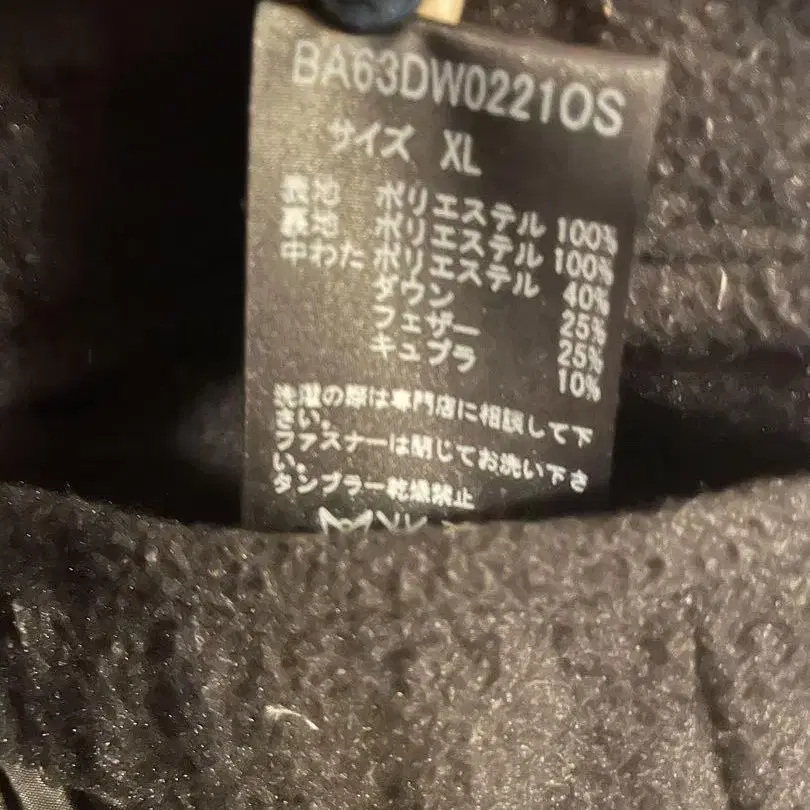 BA63DW0221OS
サイズ XL
表地 ポリエステル 100%
裏地 ポリエステル 100%
中わた ポリエステル 40%
ダウン 25%
フェザー 25%
キュプラ 10%
洗濯の際は専門店に相談して下
さい。
ファスナーは閉じてお洗い下さ
い。
タンブラー乾燥禁止